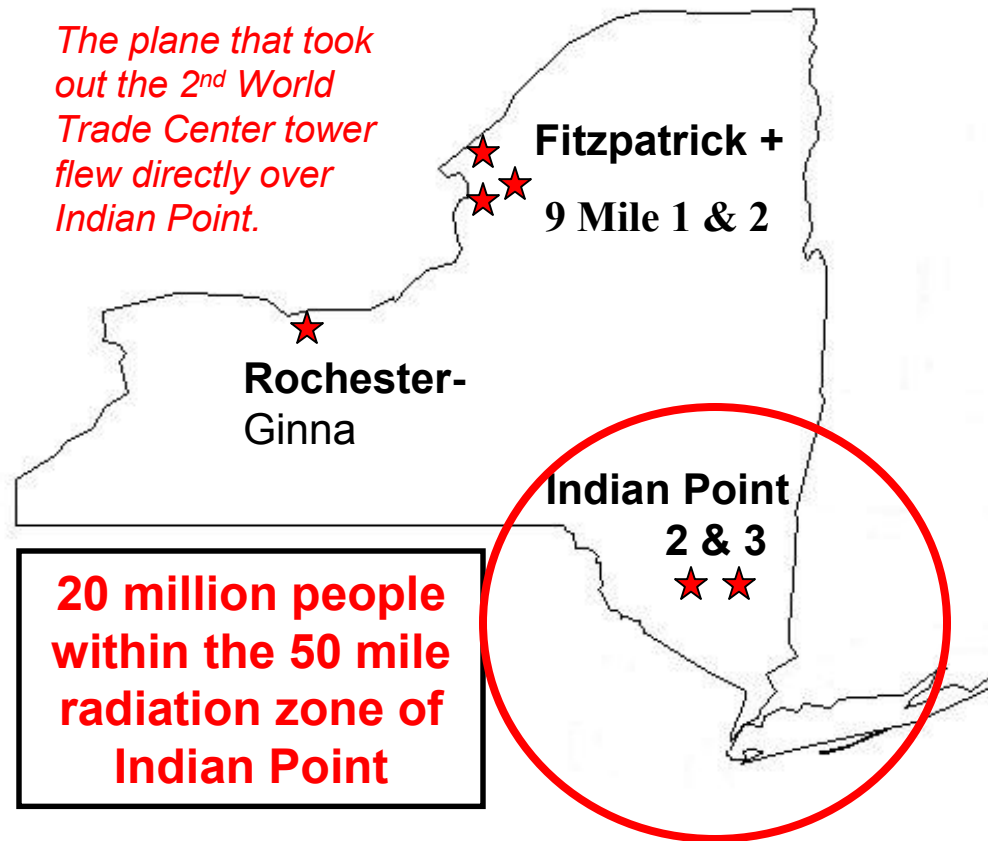 The plane that took
out the 2nd World
Trade Center tower
flew directly over
Indian Point.
Fitzpatrick +
9 Mile 1 & 2
Rochester-
Ginna
Indian Point
2 & 3
20 million people
within the 50 mile
radiation zone of
Indian Point